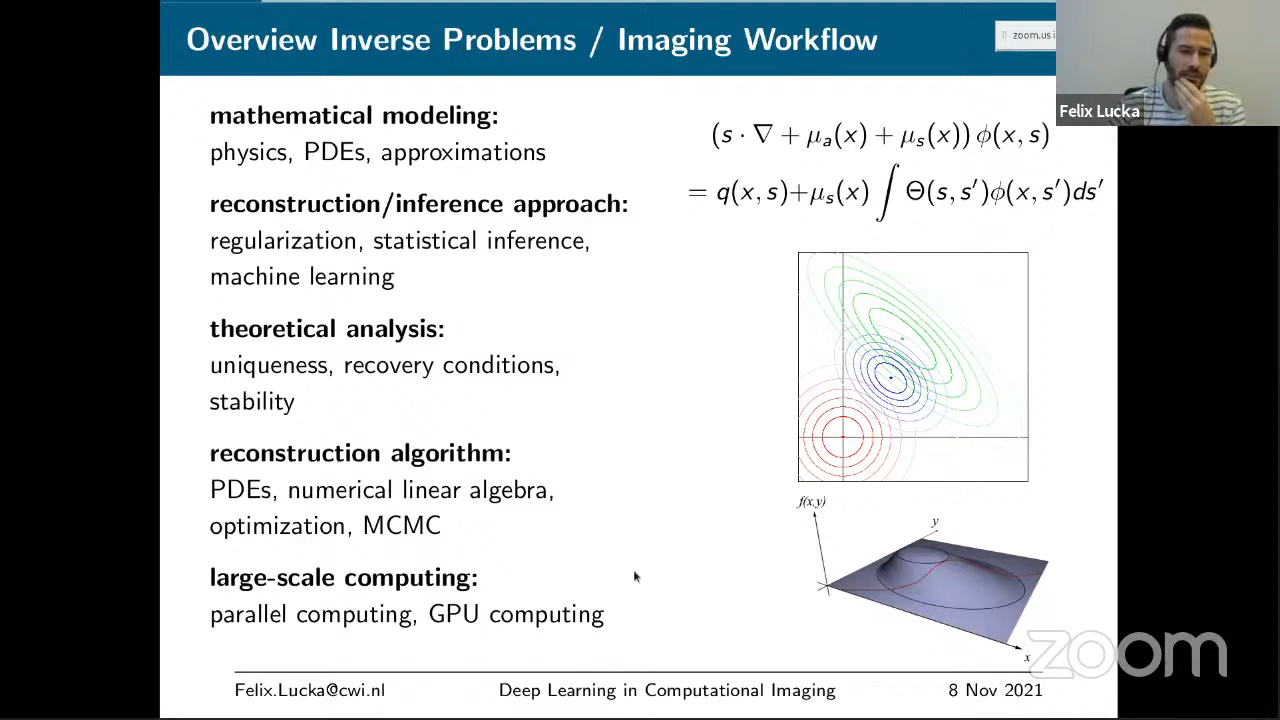 Overview Inverse Problems / Imaging Workflow
zoom.us i
Felix Lucka
mathematical modeling:
physics, PDEs, approximations
(s · ∇ + μa(x) + μs(x)) ϕ(x, s)
= q(x, s)+μs(x) ∫ Θ(s, s′)ϕ(x, s′)ds′
reconstruction/inference approach:
regularization, statistical inference,
machine learning
theoretical analysis:
uniqueness, recovery conditions,
stability
reconstruction algorithm:
PDEs, numerical linear algebra,
optimization, MCMC
large-scale computing:
parallel computing, GPU computing
f(x,y)
y
x
zoom
Felix.Lucka@cwi.nl
Deep Learning in Computational Imaging
8 Nov 2021